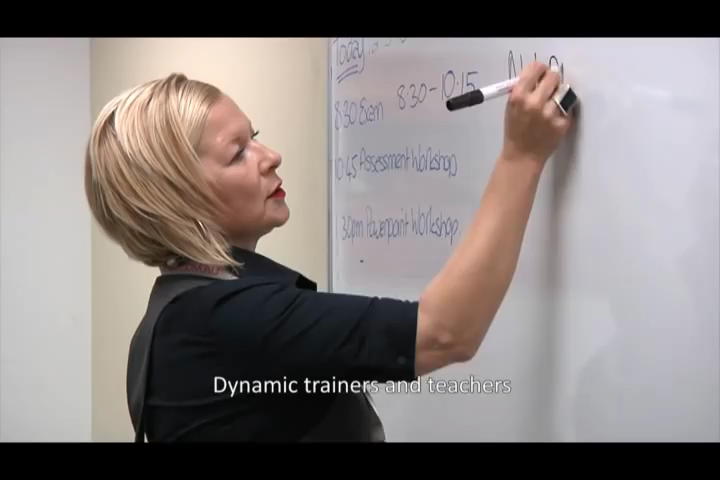 Today
8:30 Exam 8:30 - 10:15
10:45 Assessment Workshop
1:30pm Powerpoint Workshop
Dynamic trainers and teachers